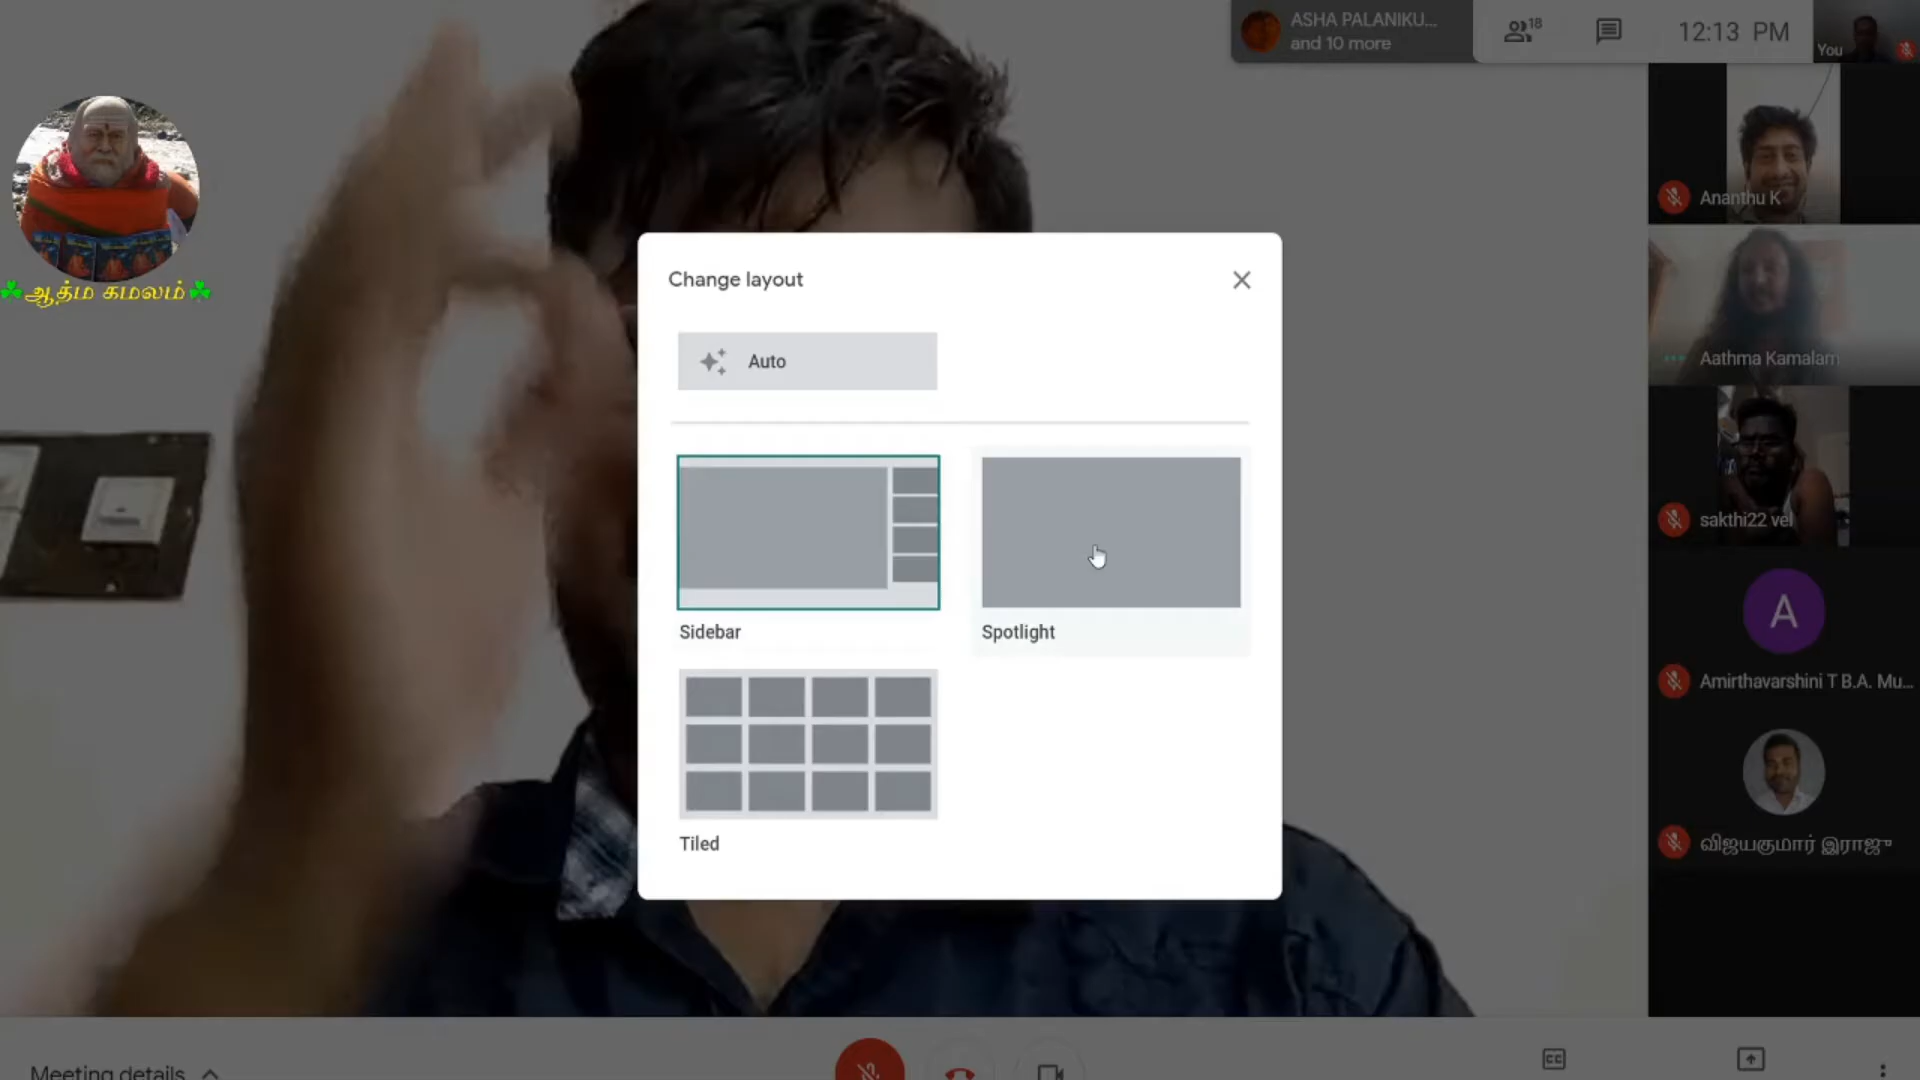 ASHA PALANIKU...
and 10 more
18
12:13 PM
You
Ananthu K
ஆத்ம கமலம்
Change layout
Auto
Aathma Kamalam
sakthi22 vel
Sidebar
Spotlight
A
Amirthavarshini T B.A. Mu...
Tiled
விஜயகுமார் இராஜு
Meeting details
CC